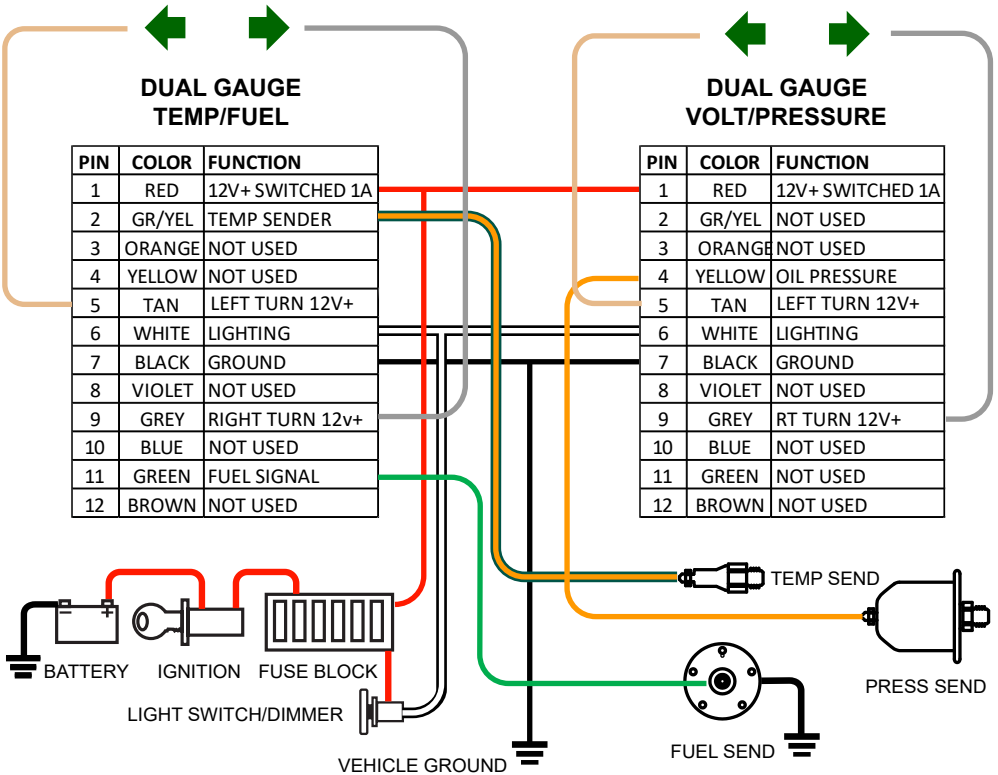 DUAL GAUGE
TEMP/FUEL
PIN COLOR FUNCTION
1 RED 12V+ SWITCHED 1A
2 GR/YEL TEMP SENDER
3 ORANGE NOT USED
4 YELLOW NOT USED
5 TAN LEFT TURN 12V+
6 WHITE LIGHTING
7 BLACK GROUND
8 VIOLET NOT USED
9 GREY RIGHT TURN 12v+
10 BLUE NOT USED
11 GREEN FUEL SIGNAL
12 BROWN NOT USED
DUAL GAUGE
VOLT/PRESSURE
PIN COLOR FUNCTION
1 RED 12V+ SWITCHED 1A
2 GR/YEL NOT USED
3 ORANGE NOT USED
4 YELLOW OIL PRESSURE
5 TAN LEFT TURN 12V+
6 WHITE LIGHTING
7 BLACK GROUND
8 VIOLET NOT USED
9 GREY RT TURN 12V+
10 BLUE NOT USED
11 GREEN NOT USED
12 BROWN NOT USED
− +
BATTERY
IGNITION
FUSE BLOCK
LIGHT SWITCH/DIMMER
VEHICLE GROUND
TEMP SEND
PRESS SEND
FUEL SEND